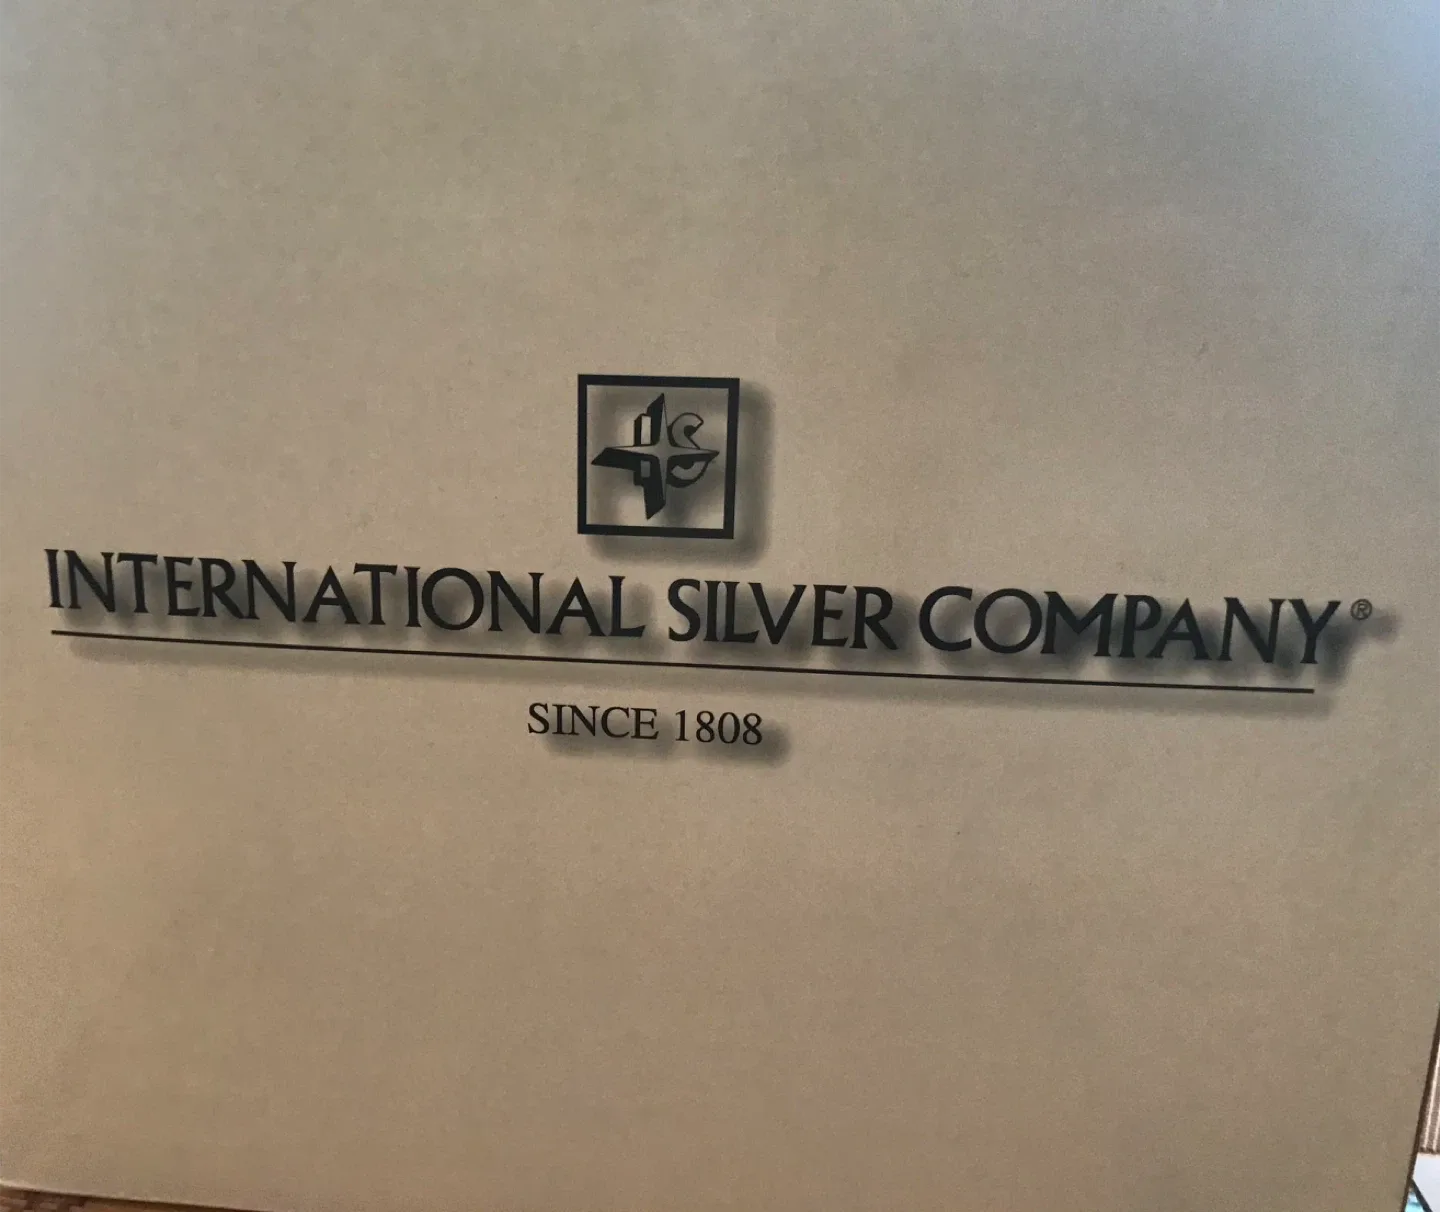 INTERNATIONAL SILVER COMPANY®
SINCE 1808